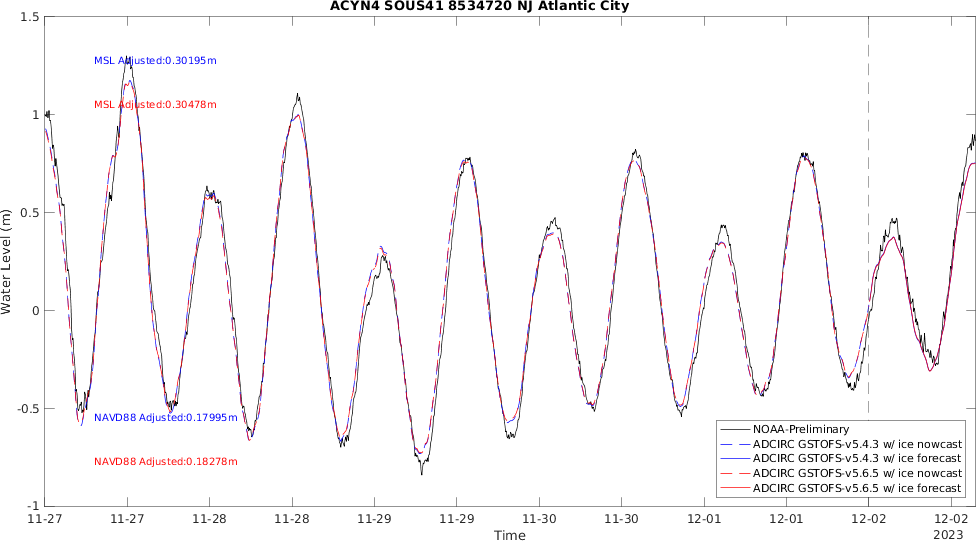 ACYN4 SOUS41 8534720 NJ Atlantic City
1.5
1
0.5
0
-0.5
-1
Water Level (m)
MSL Adjusted:0.30195m
MSL Adjusted:0.30478m
NAVD88 Adjusted:0.17995m
NAVD88 Adjusted:0.18278m
NOAA-Preliminary
ADCIRC GSTOFS-v5.4.3 w/ ice nowcast
ADCIRC GSTOFS-v5.4.3 w/ ice forecast
ADCIRC GSTOFS-v5.6.5 w/ ice nowcast
ADCIRC GSTOFS-v5.6.5 w/ ice forecast
11-27 11-27 11-28 11-28 11-29 11-29 11-30 11-30 12-01 12-01 12-02 12-02
Time
2023